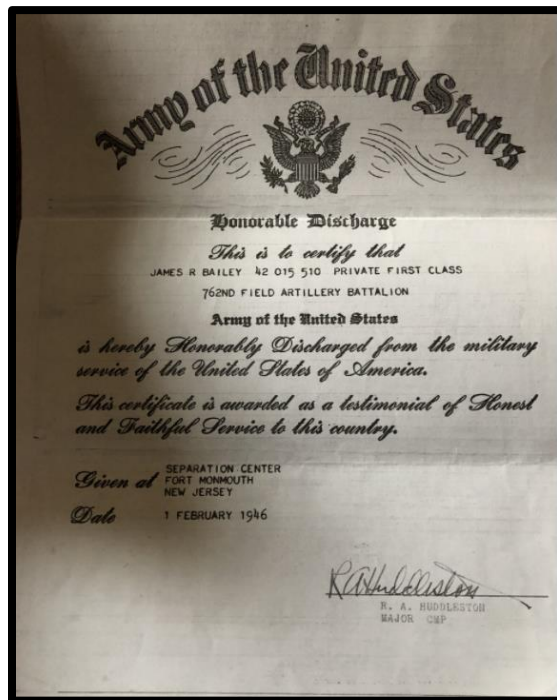 Army of the United States
Honorable Discharge
This is to certify that
JAMES R BAILEY 42 015 510 PRIVATE FIRST CLASS
762ND FIELD ARTILLERY BATTALION
Army of the United States
is hereby Honorably Discharged from the military
service of the United States of America.
This certificate is awarded as a testimonial of Honest
and Faithful Service to this country.
Given at SEPARATION CENTER
FORT MONMOUTH
NEW JERSEY
Date 1 FEBRUARY 1946
R A Huddleston
R. A. HUDDLESTON
MAJOR CMP